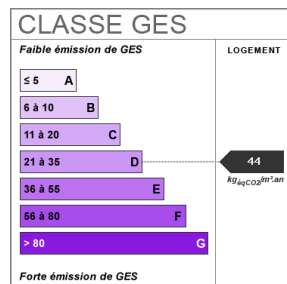 CLASSE GES
Faible émission de GES
LOGEMENT
≤ 5 A
6 à 10 B
11 à 20 C
21 à 35 D
44
kgéqCO2/m².an
36 à 55 E
56 à 80 F
> 80 G
Forte émission de GES